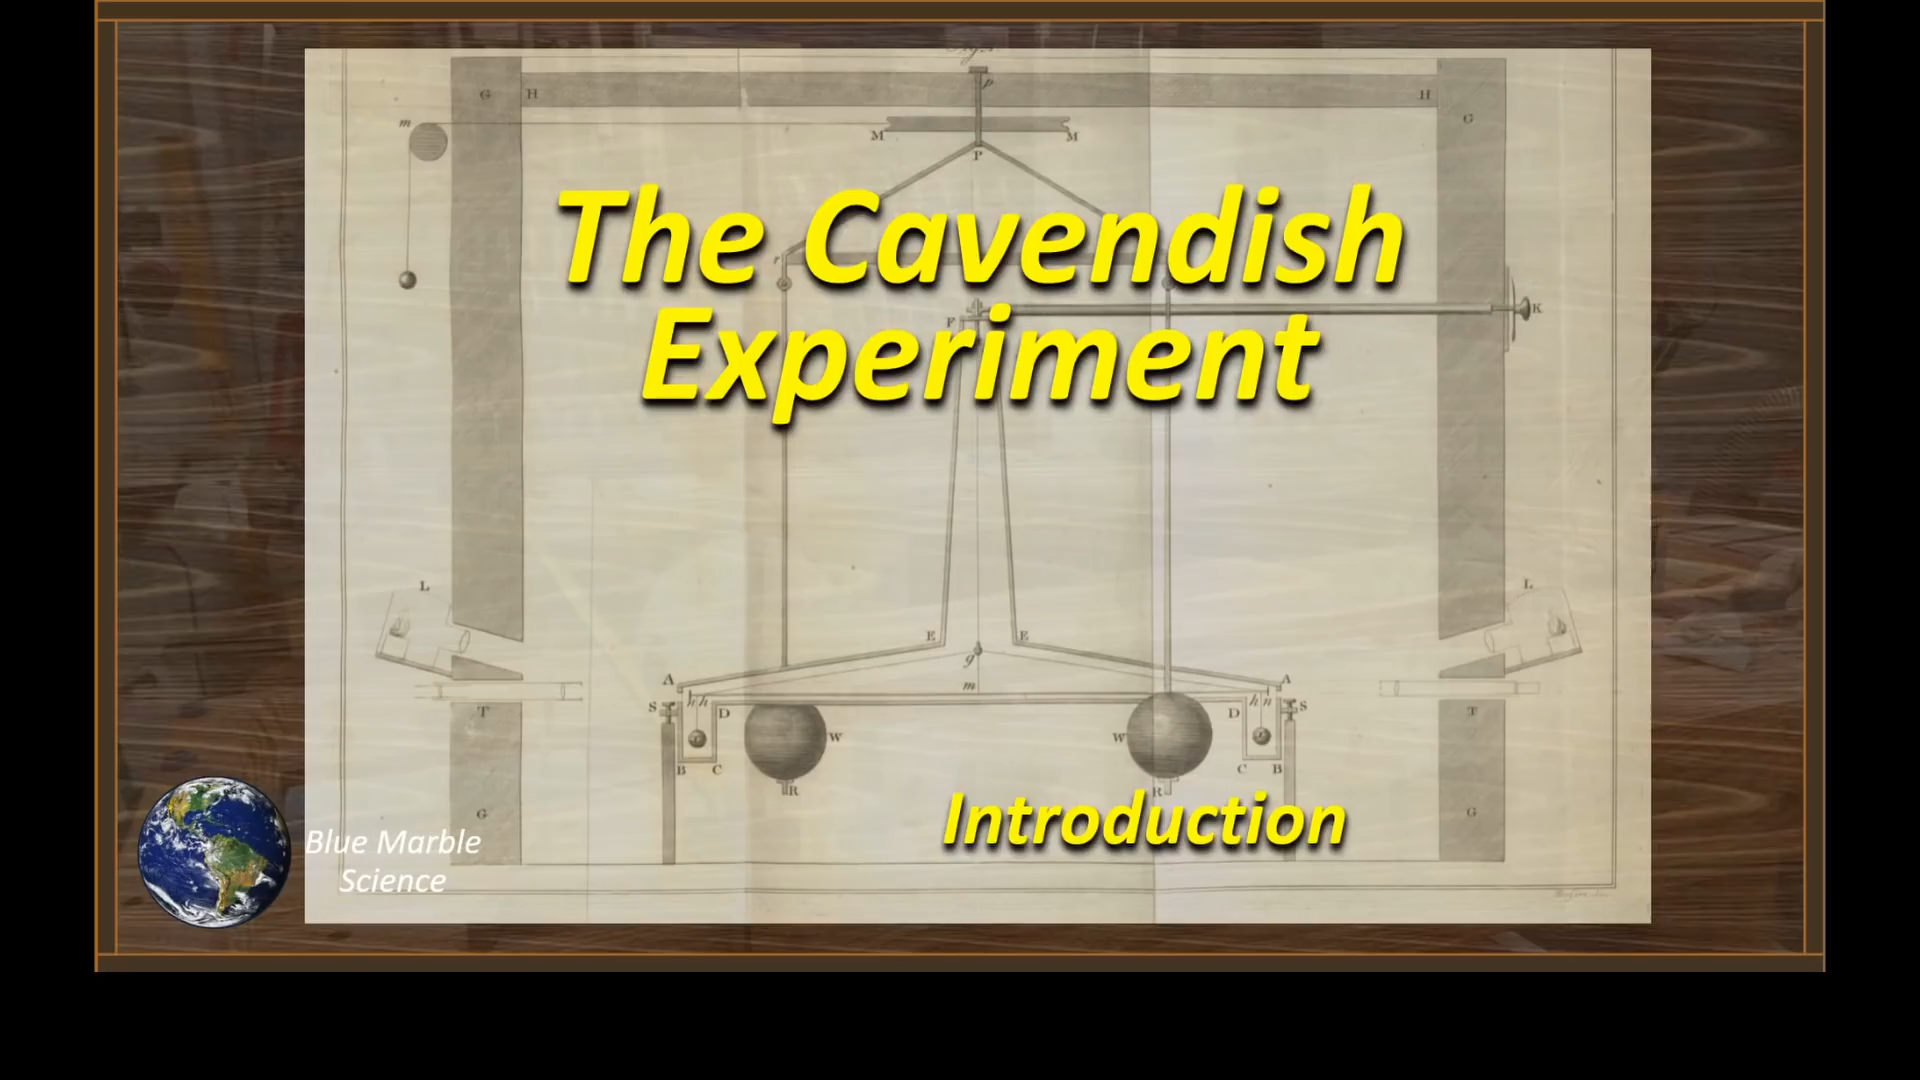 G H p H G
m M M
P
The Cavendish
r
F K
Experiment
L L
E E
g
A m A
S h h D D h n S
T T
W W
B C C B
R R
Introduction
G G
Blue Marble
Science